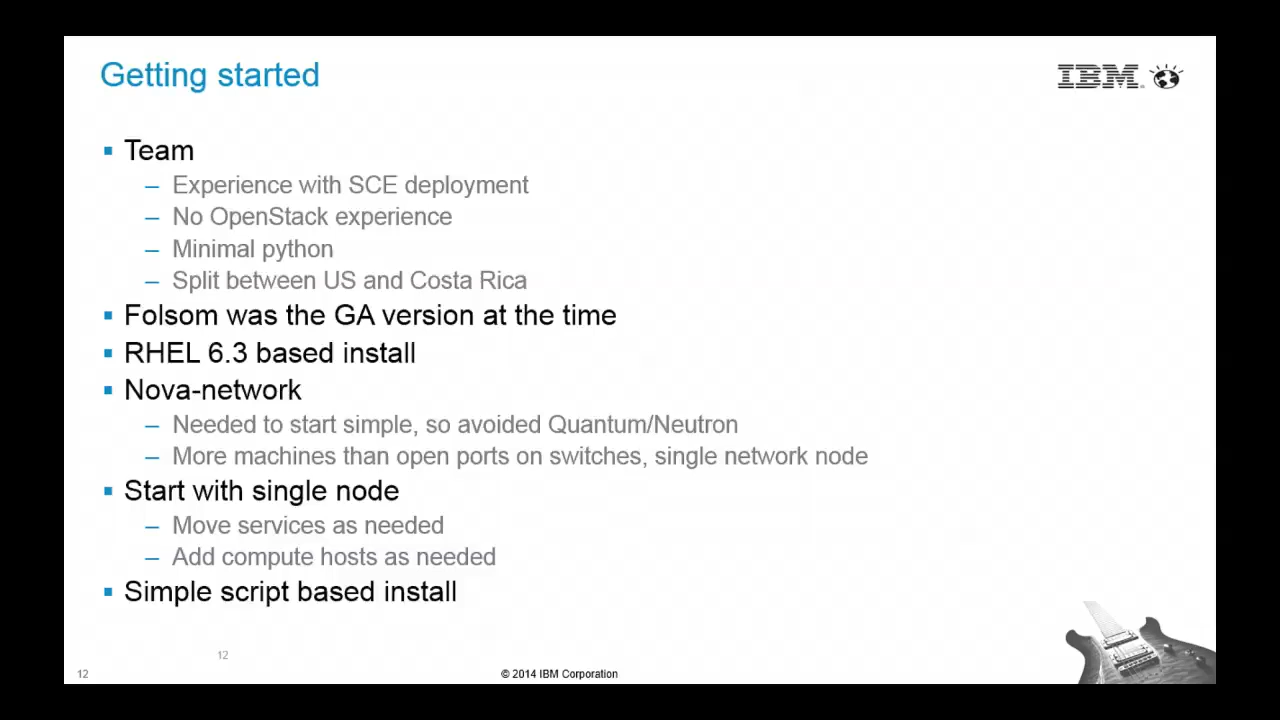 Getting started
IBM
▪ Team
– Experience with SCE deployment
– No OpenStack experience
– Minimal python
– Split between US and Costa Rica
▪ Folsom was the GA version at the time
▪ RHEL 6.3 based install
▪ Nova-network
– Needed to start simple, so avoided Quantum/Neutron
– More machines than open ports on switches, single network node
▪ Start with single node
– Move services as needed
– Add compute hosts as needed
▪ Simple script based install
12
12
© 2014 IBM Corporation